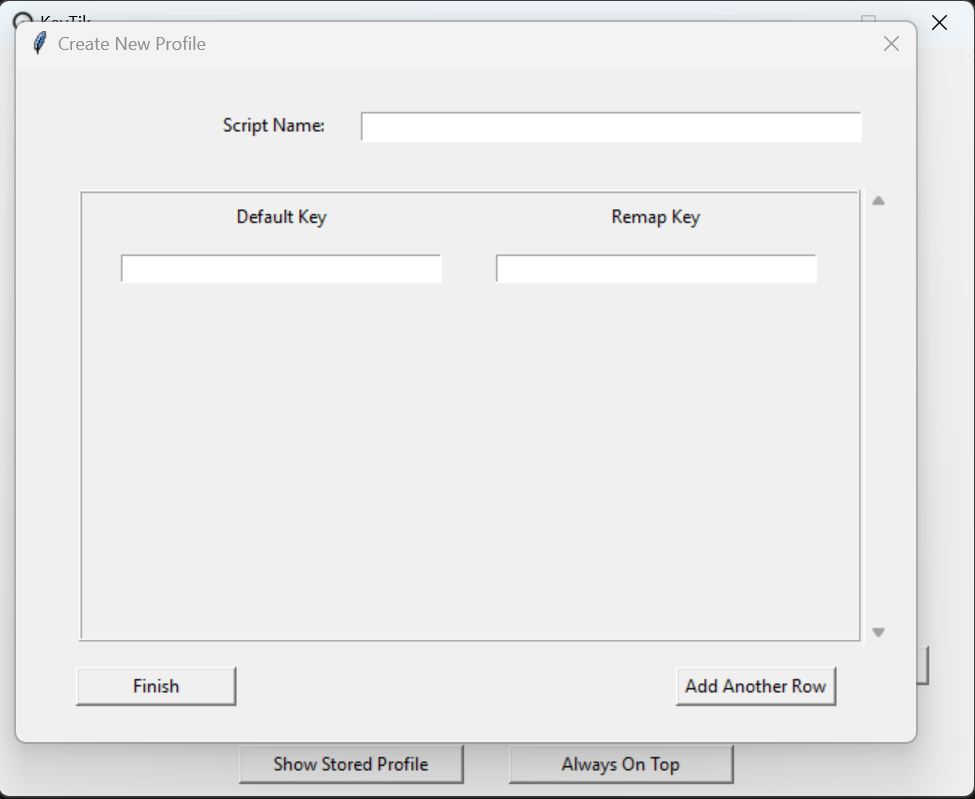 KeyTik
Create New Profile
Script Name:
Default Key
Remap Key
Finish
Add Another Row
Show Stored Profile
Always On Top